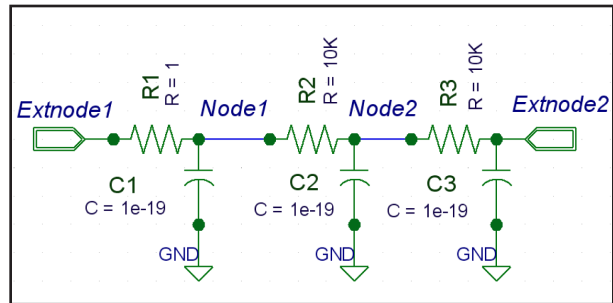 Extnode1
R1
R = 1
Node1
R2
R = 10K
Node2
R3
R = 10K
Extnode2
C1
C = 1e-19
C2
C = 1e-19
C3
C = 1e-19
GND
GND
GND